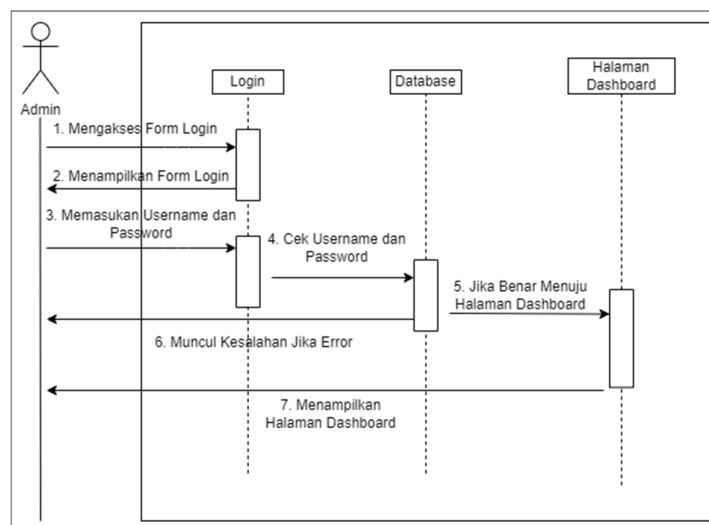 Admin
Login
Database
Halaman
Dashboard
1. Mengakses Form Login
2. Menampilkan Form Login
3. Memasukan Username dan
Password
4. Cek Username dan
Password
5. Jika Benar Menuju
Halaman Dashboard
6. Muncul Kesalahan Jika Error
7. Menampilkan
Halaman Dashboard